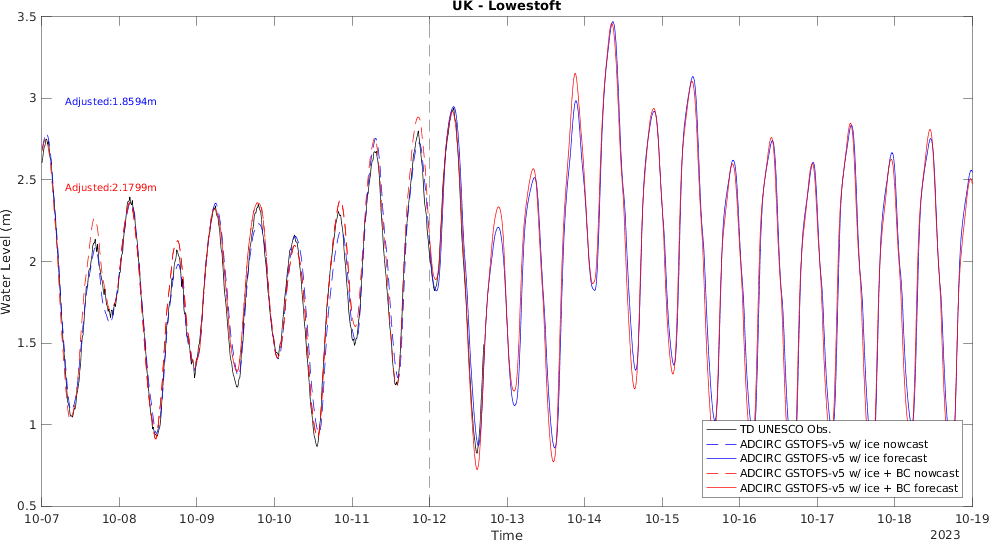 UK - Lowestoft
3.5
3
2.5
2
1.5
1
0.5
Water Level (m)
Adjusted:1.8594m
Adjusted:2.1799m
TD UNESCO Obs.
ADCIRC GSTOFS-v5 w/ ice nowcast
ADCIRC GSTOFS-v5 w/ ice forecast
ADCIRC GSTOFS-v5 w/ ice + BC nowcast
ADCIRC GSTOFS-v5 w/ ice + BC forecast
10-07 10-08 10-09 10-10 10-11 10-12 10-13 10-14 10-15 10-16 10-17 10-18 10-19
Time
2023